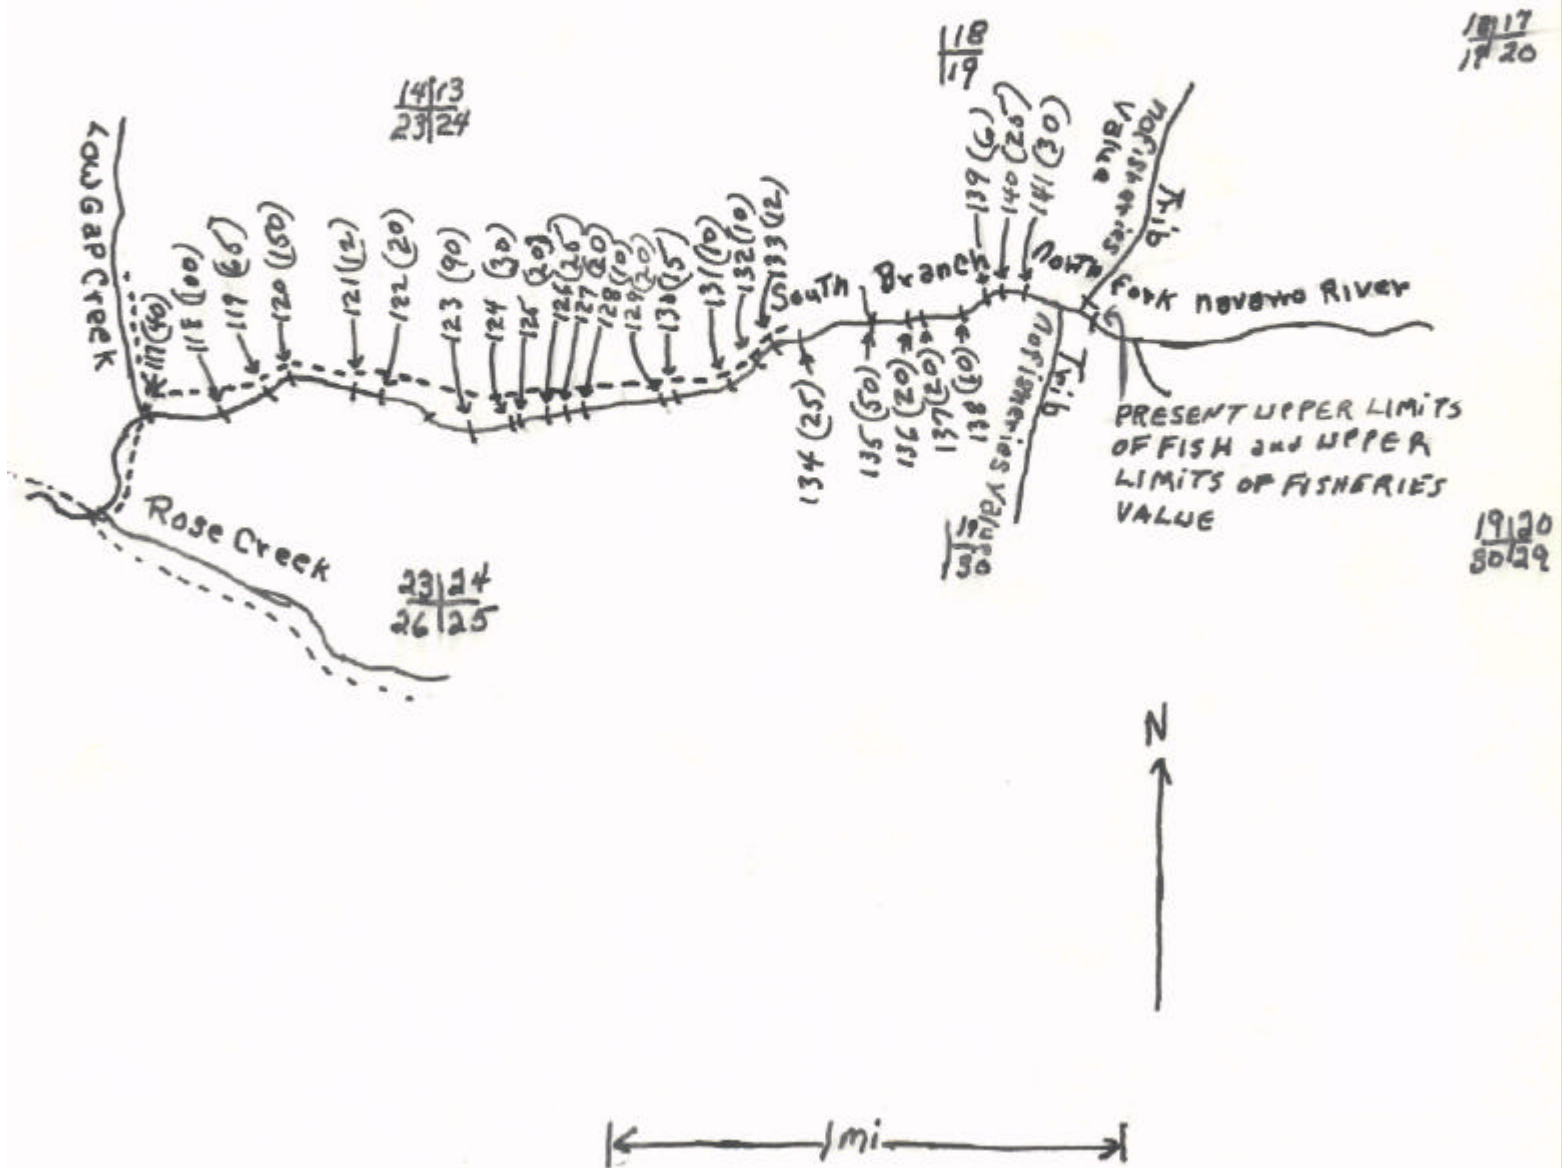 14|13
23|24
|18
|19
18|17
19|20
Low Gap Creek
117 (40)
118 (100)
119 (65)
120 (150)
121 (12)
122 (20)
123 (90)
124 (30)
125 (20)
126 (25)
127 (20)
128 (10)
129 (20)
130 (15)
131 (10)
132 (10)
133 (12)
139 (6)
140 (25)
141 (30)
No fisheries
value
Trib
South Branch North Fork Navarro River
134 (25)
135 (50)
136 (20)
137 (20)
138 (10)
No fisheries value
Trib
PRESENT UPPER LIMITS
OF FISH and UPPER
LIMITS OF FISHERIES
VALUE
Rose Creek
23|24
26|25
|19
|30
19|20
30|29
N
1 mi